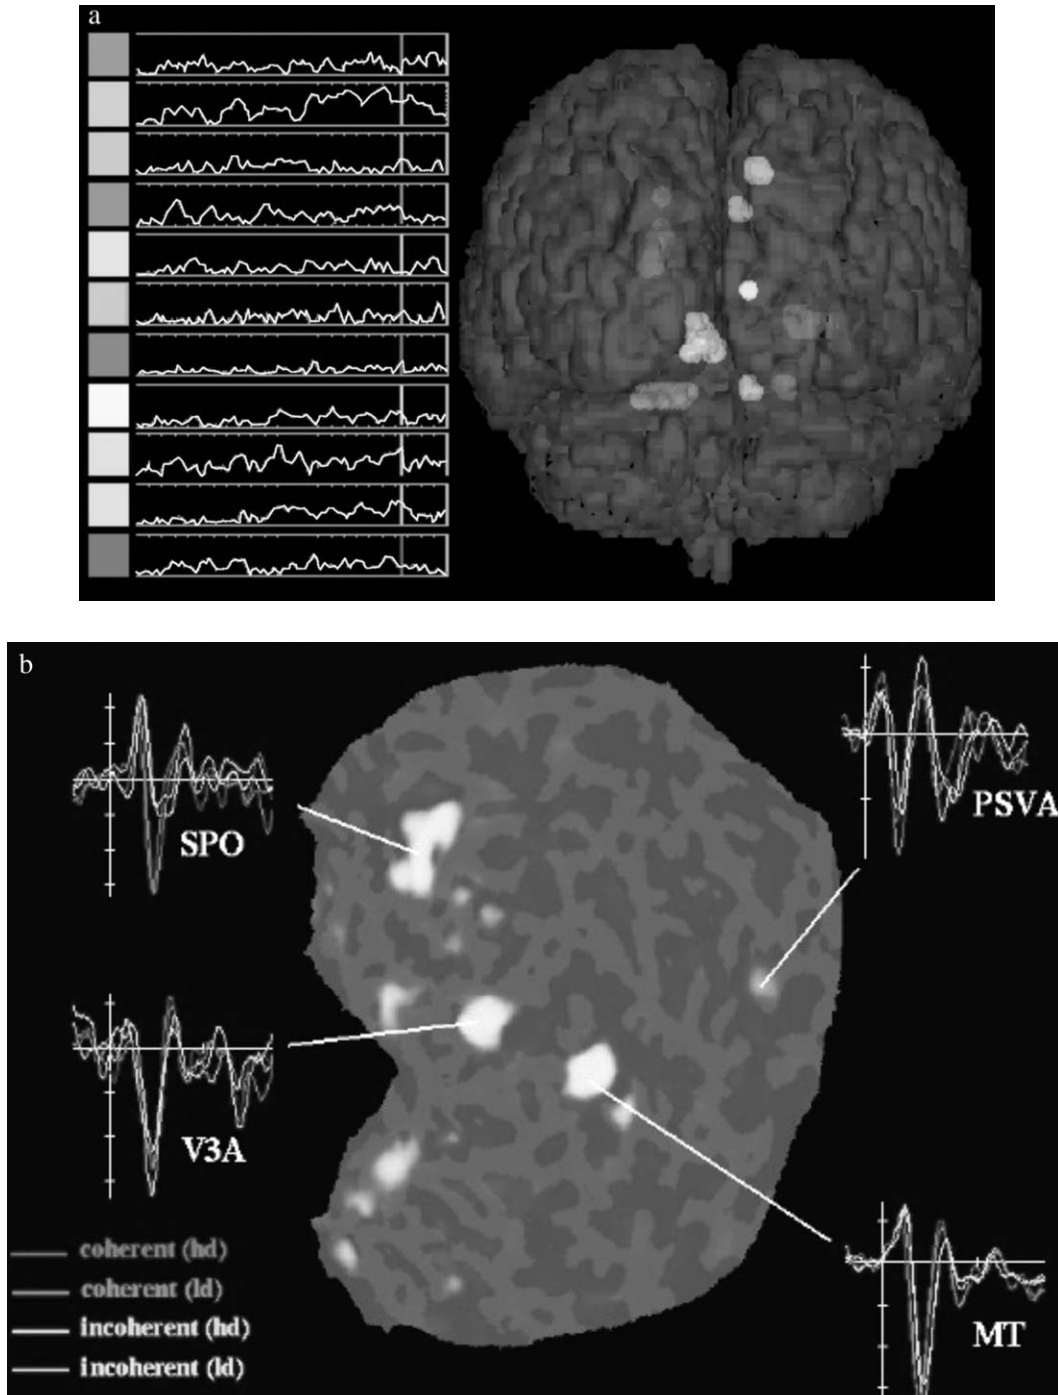 a
b
SPO
PSVA
V3A
MT
coherent (hd)
coherent (ld)
incoherent (hd)
incoherent (ld)